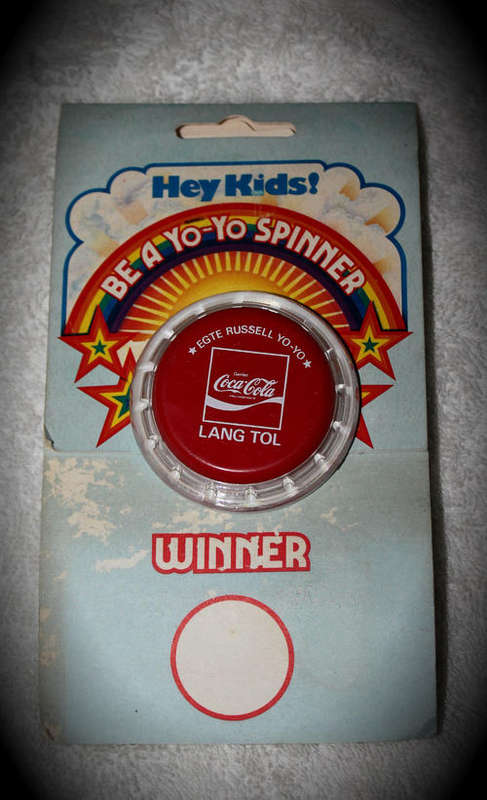 Hey Kids!
BE A YO-YO SPINNER
★ EGTE RUSSELL YO-YO ★
Coca-Cola
LANG TOL
WINNER